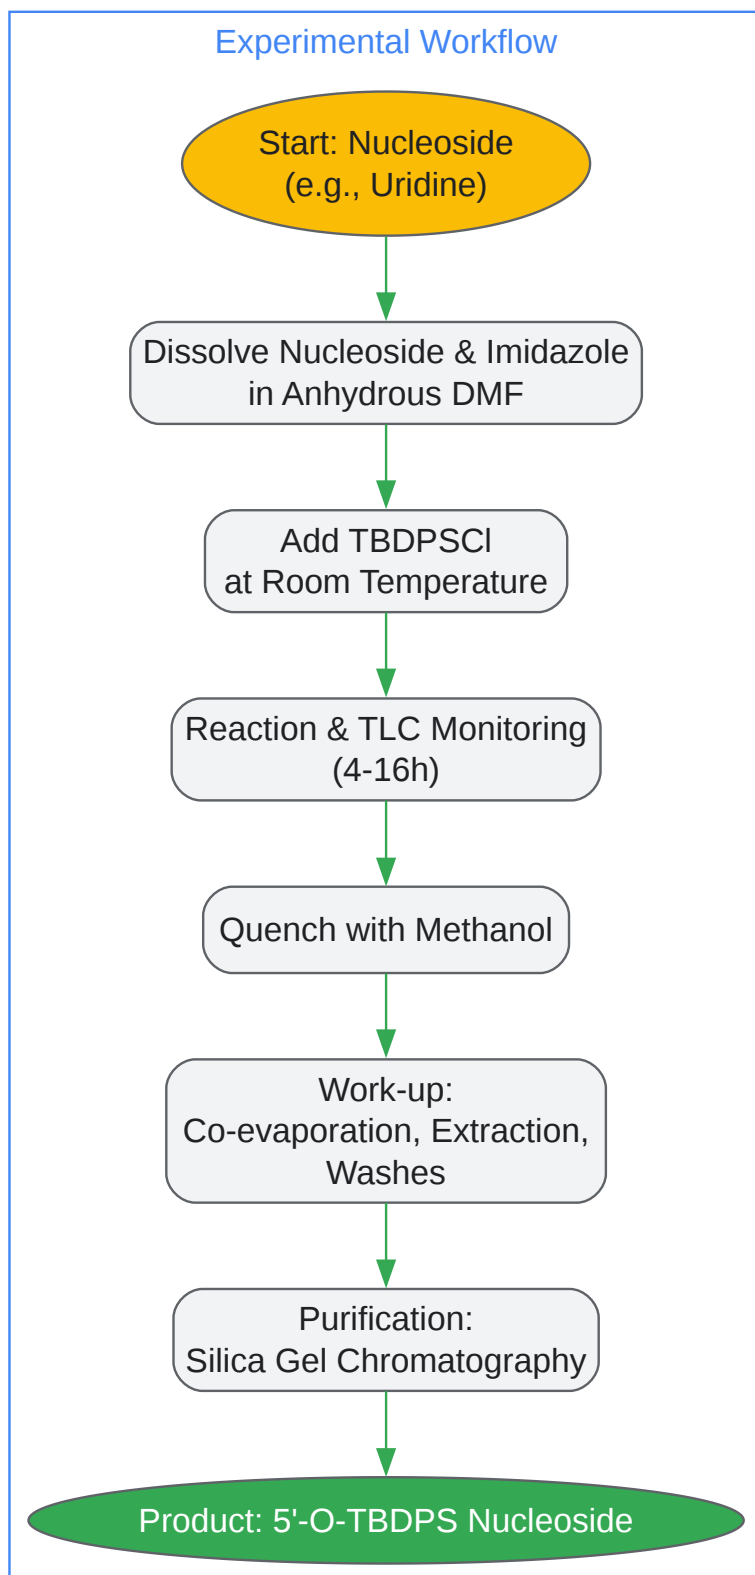 Experimental Workflow
Start: Nucleoside
(e.g., Uridine)
Dissolve Nucleoside & Imidazole
in Anhydrous DMF
Add TBDPSCl
at Room Temperature
Reaction & TLC Monitoring
(4-16h)
Quench with Methanol
Work-up:
Co-evaporation, Extraction,
Washes
Purification:
Silica Gel Chromatography
Product: 5'-O-TBDPS Nucleoside